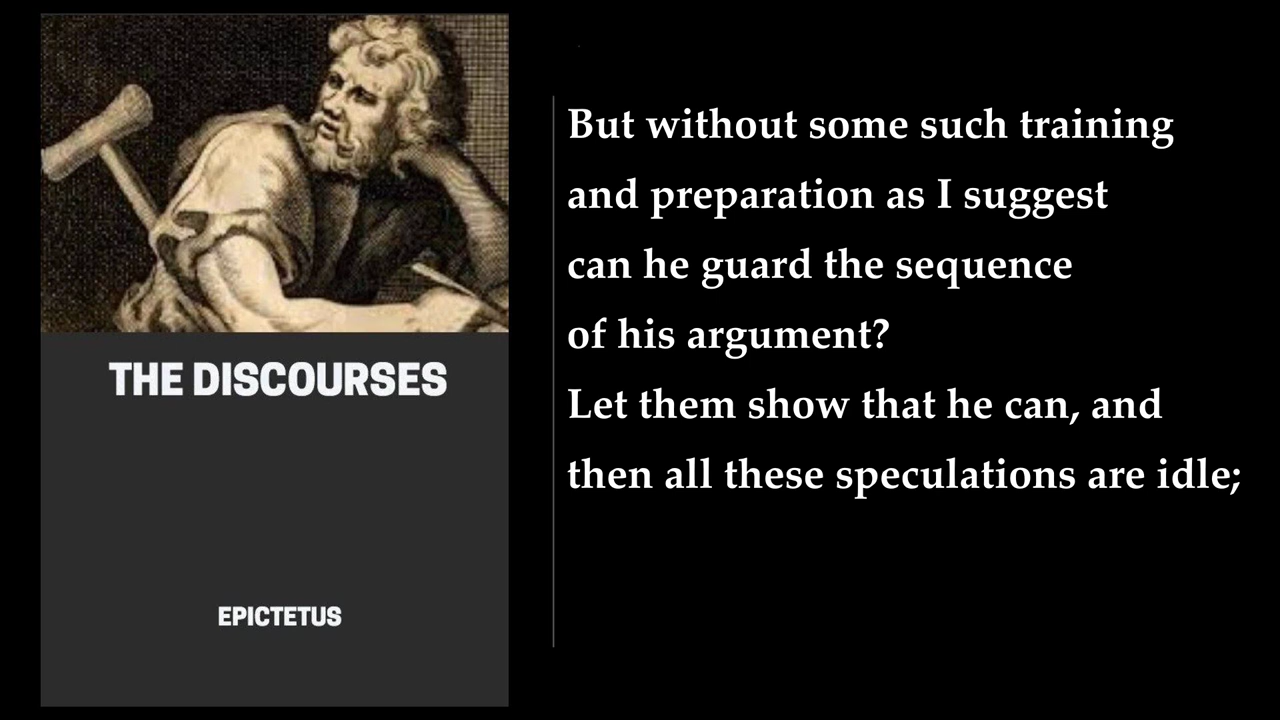 THE DISCOURSES
EPICTETUS
But without some such training
and preparation as I suggest
can he guard the sequence
of his argument?
Let them show that he can, and
then all these speculations are idle;